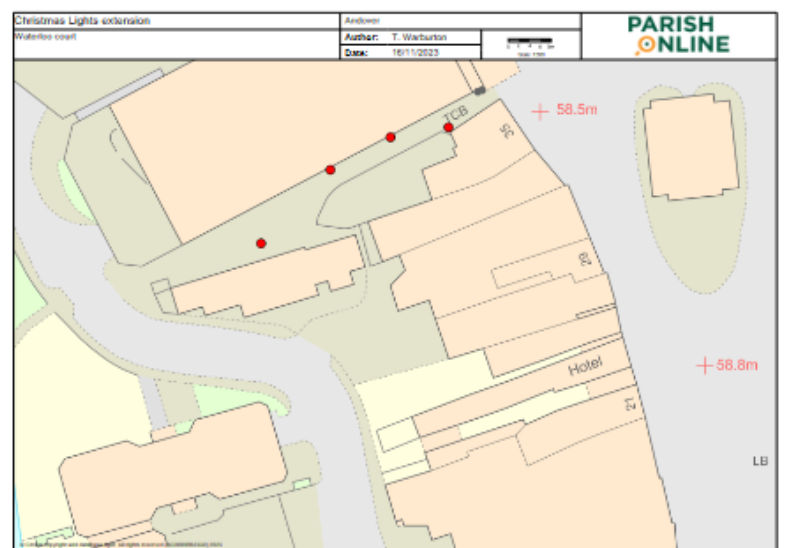 Christmas Lights extension
Andover
PARISH
ONLINE
Waterloo court
Author: T. Warburton
Date: 16/11/2023
TCB
58.5m
35
29
Hotel
58.8m
21
LB